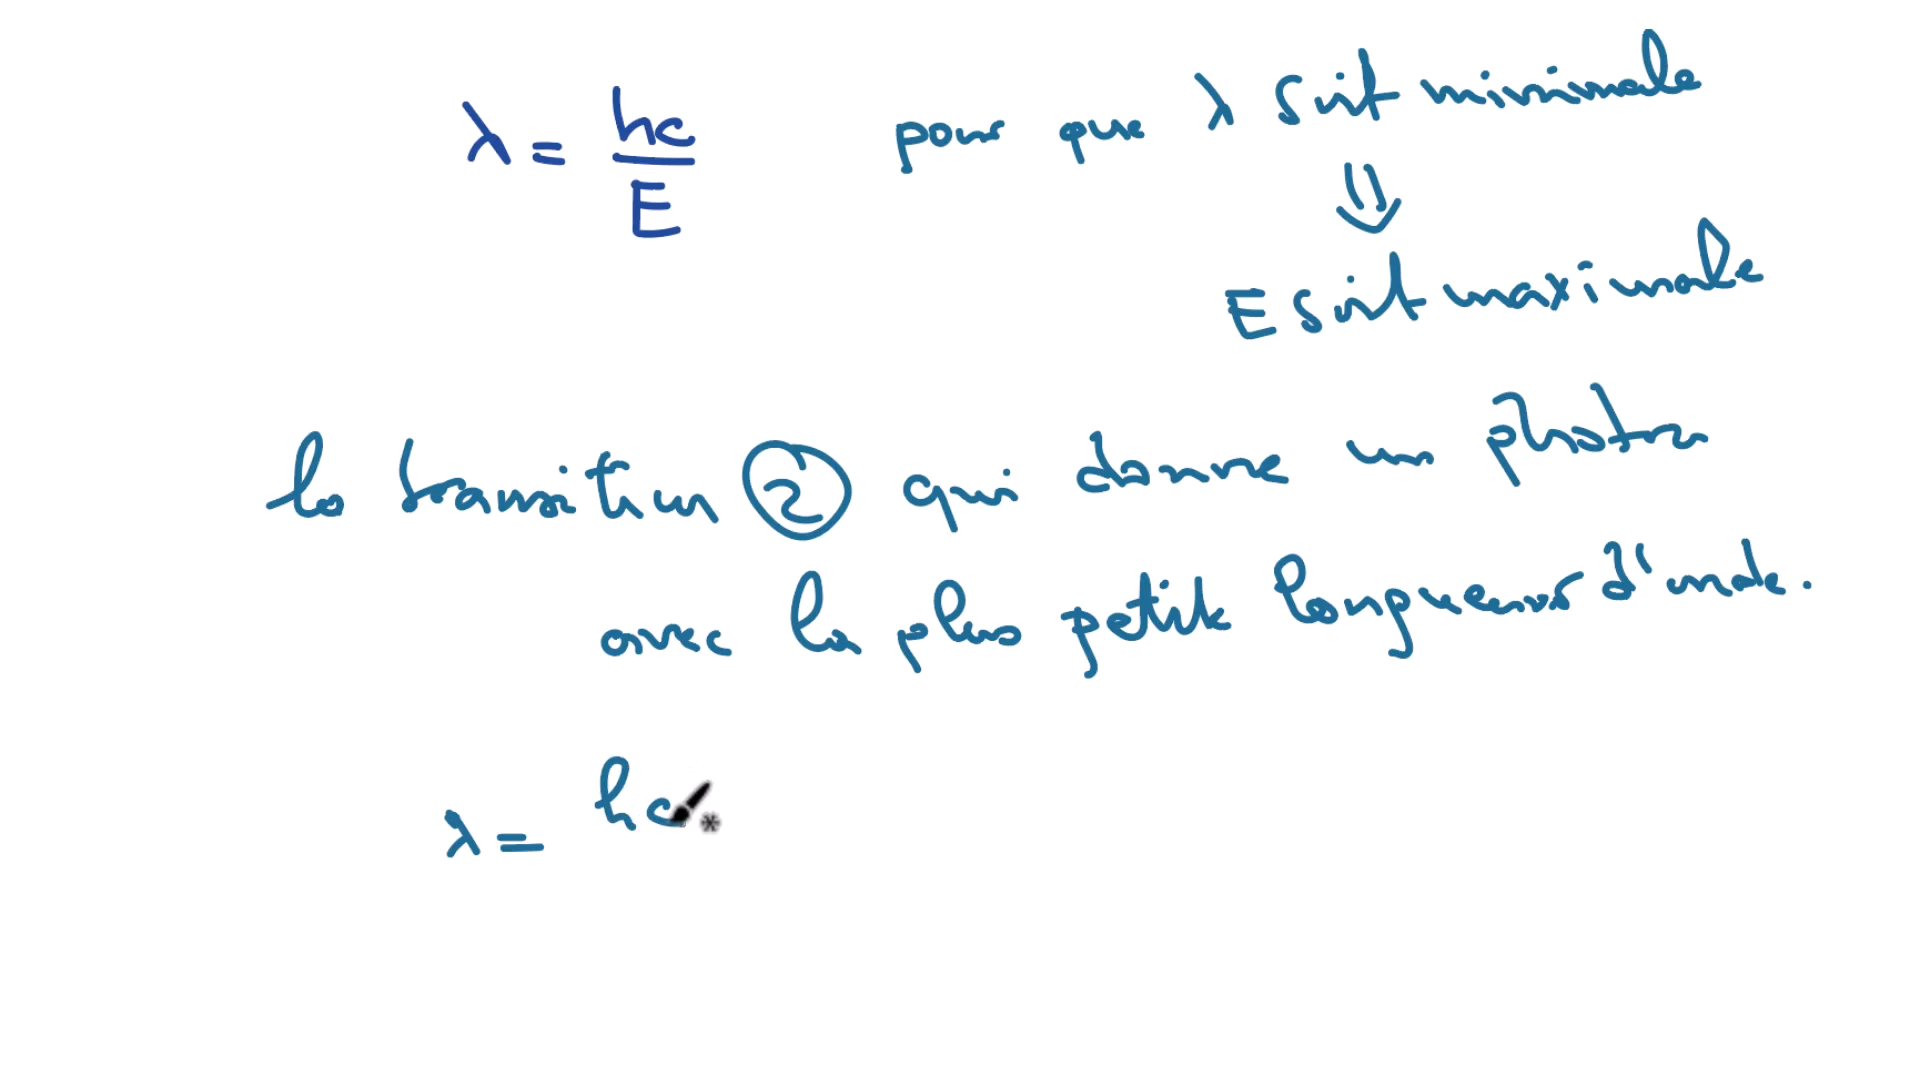 λ = hc/E pour que λ soit minimale
⇓
E soit maximale
la transition ② qui donne un photon
avec la plus petite longueur d'onde.
λ = hc